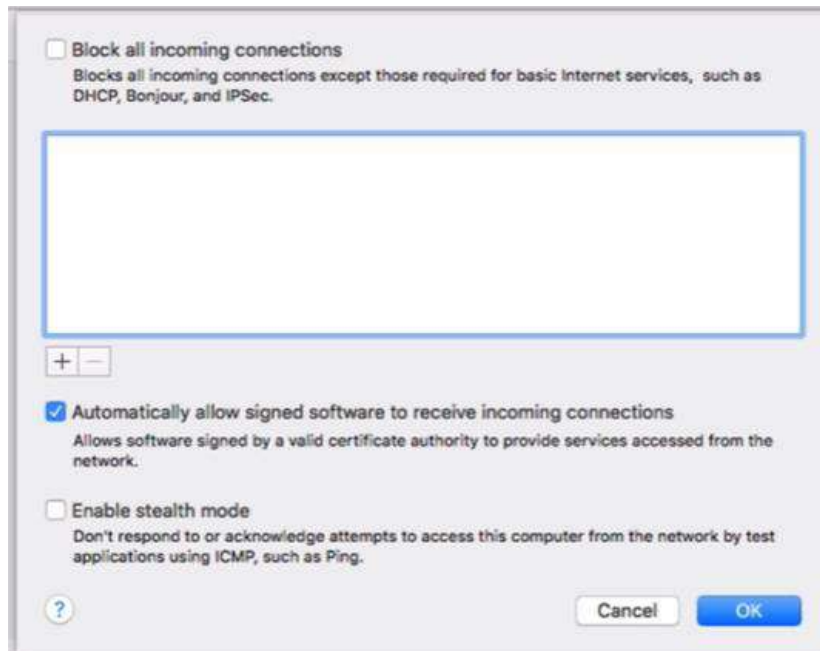 Block all incoming connections
Blocks all incoming connections except those required for basic Internet services, such as
DHCP, Bonjour, and IPSec.
+ −
Automatically allow signed software to receive incoming connections
Allows software signed by a valid certificate authority to provide services accessed from the
network.
Enable stealth mode
Don't respond to or acknowledge attempts to access this computer from the network by test
applications using ICMP, such as Ping.
? Cancel OK